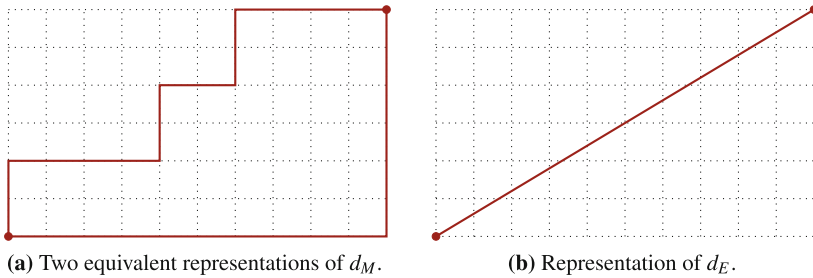 (a) Two equivalent representations of d_M.
(b) Representation of d_E.